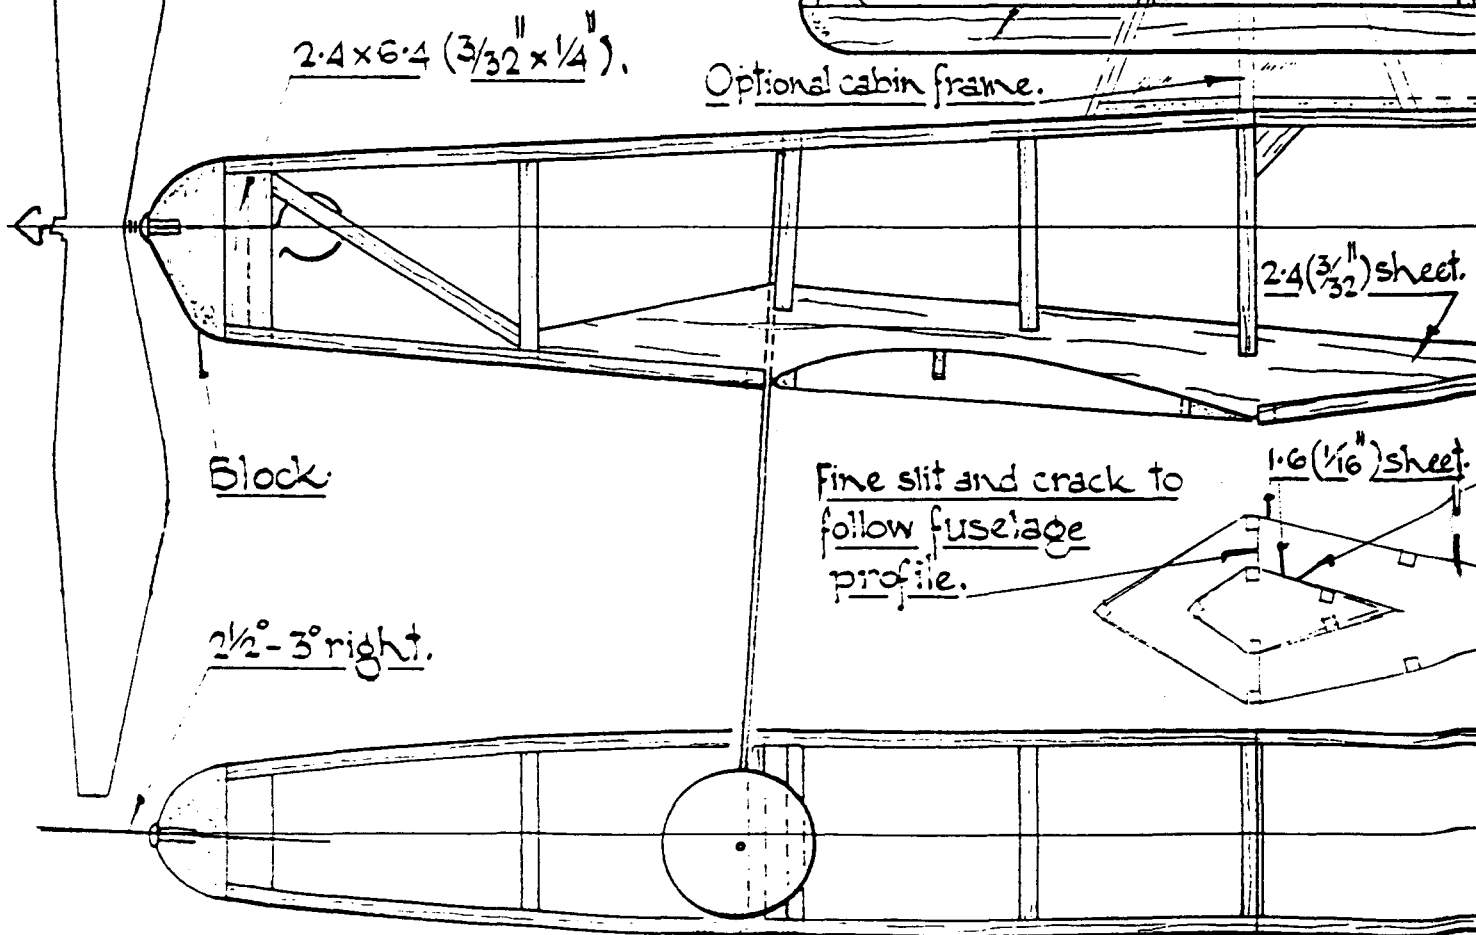 2·4×6·4 (3/32"×1/4").
Optional cabin frame.
2·4(3/32")sheet.
Block.
Fine slit and crack to
follow fuselage
profile.
1·6(1/16")sheet.
2½°-3° right.